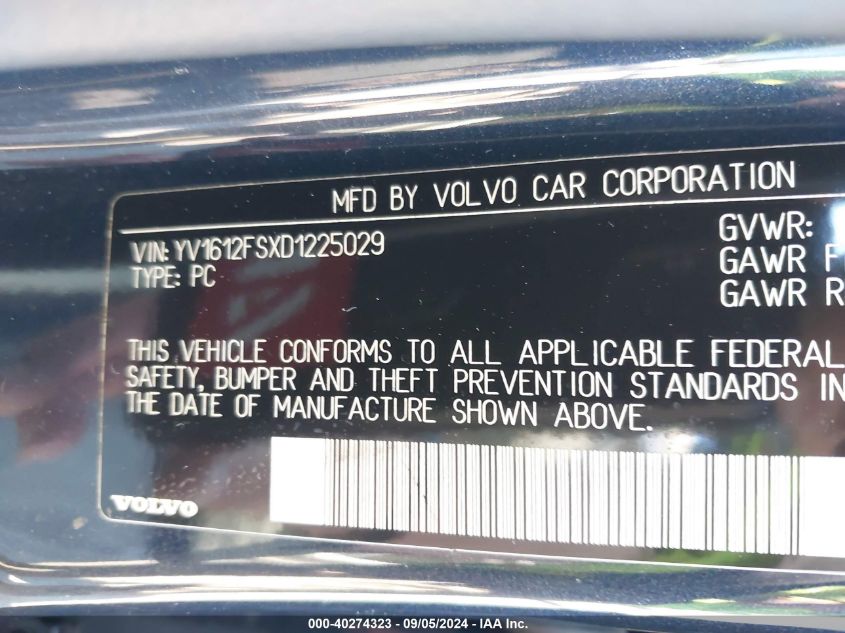 MFD BY VOLVO CAR CORPORATION
VIN: YV1612FSXD1225029
TYPE: PC
GVWR:
GAWR F
GAWR R
THIS VEHICLE CONFORMS TO ALL APPLICABLE FEDERAL
SAFETY, BUMPER AND THEFT PREVENTION STANDARDS IN
THE DATE OF MANUFACTURE SHOWN ABOVE.
VOLVO
000-40274323 - 09/05/2024 - IAA Inc.